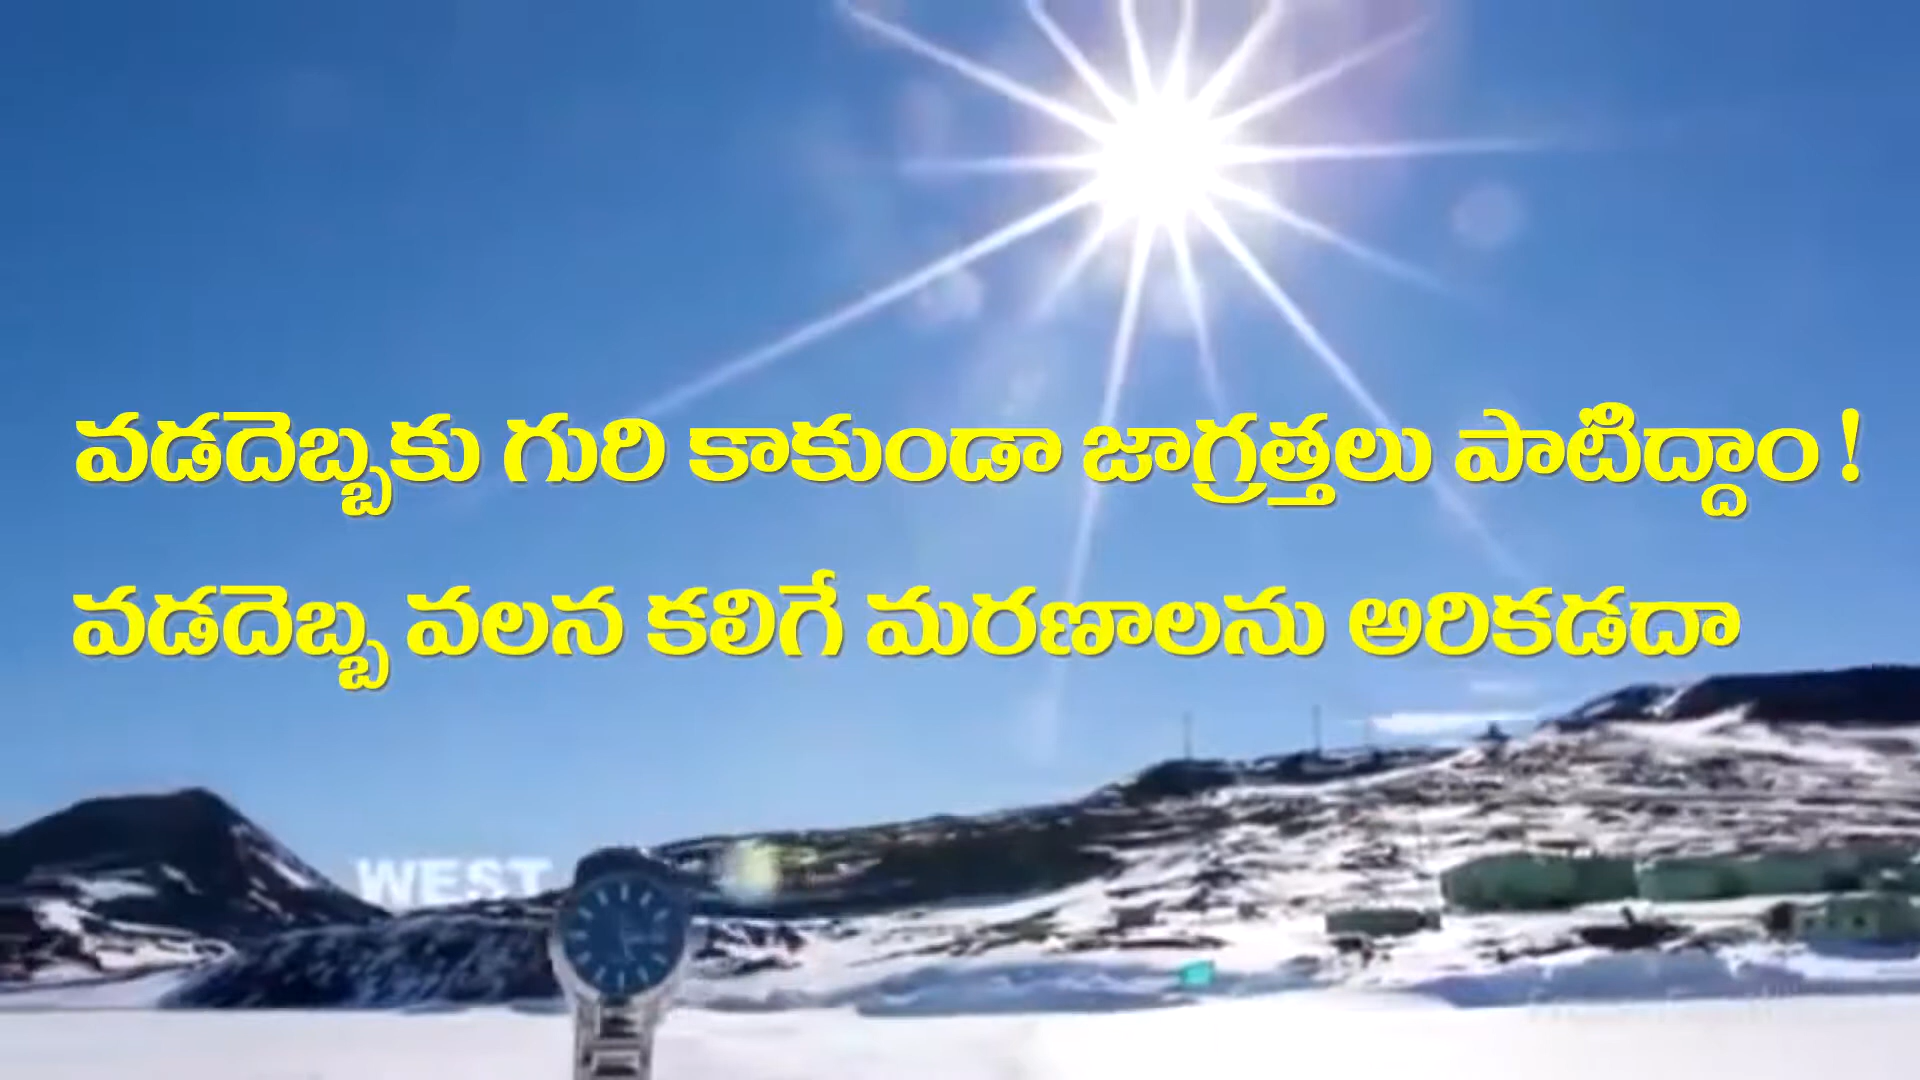 వడదెబ్బకు గురి కాకుండా జాగ్రత్తలు పాటిద్దాం !
వడదెబ్బ వలన కలిగే మరణాలను అరికడదా
WEST